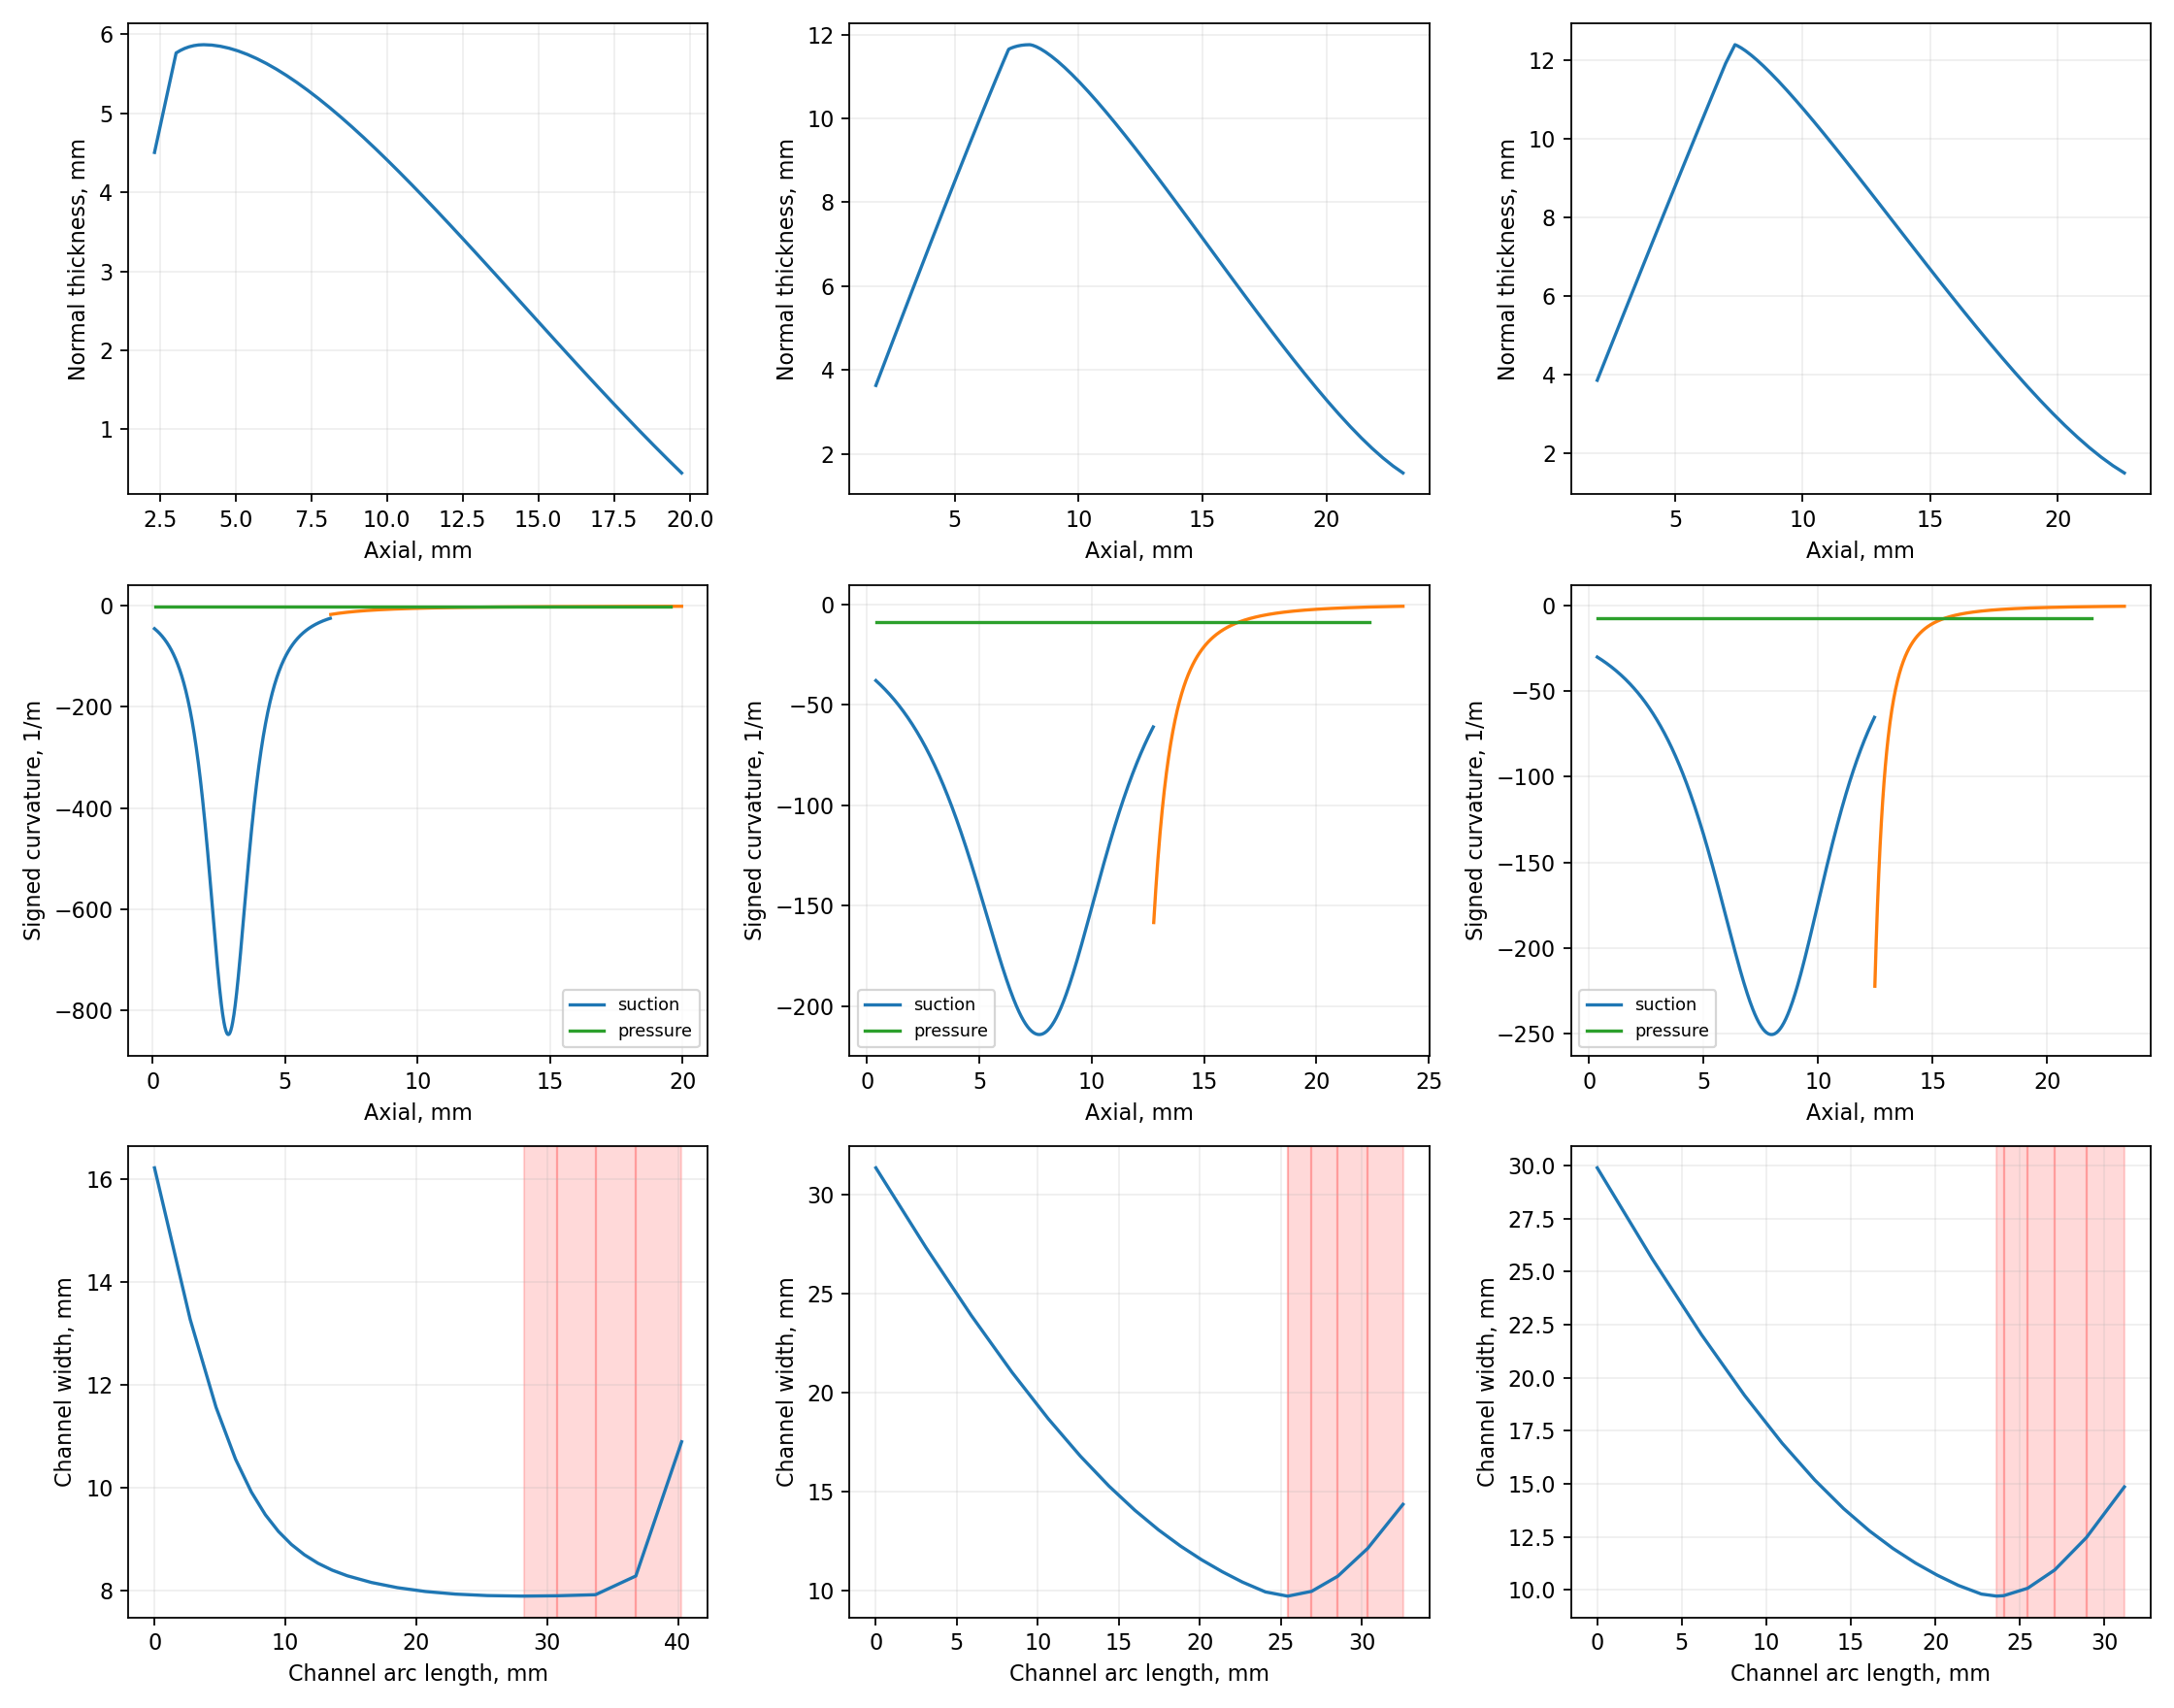 6
5
4
3
2
1
Normal thickness, mm
2.5 5.0 7.5 10.0 12.5 15.0 17.5 20.0
Axial, mm
12
10
8
6
4
2
Normal thickness, mm
5 10 15 20
Axial, mm
12
10
8
6
4
2
Normal thickness, mm
5 10 15 20
Axial, mm
0
−200
−400
−600
−800
Signed curvature, 1/m
suction
pressure
0 5 10 15 20
Axial, mm
0
−50
−100
−150
−200
Signed curvature, 1/m
suction
pressure
0 5 10 15 20 25
Axial, mm
0
−50
−100
−150
−200
−250
Signed curvature, 1/m
suction
pressure
0 5 10 15 20
Axial, mm
16
14
12
10
8
Channel width, mm
0 10 20 30 40
Channel arc length, mm
30
25
20
15
10
Channel width, mm
0 5 10 15 20 25 30
Channel arc length, mm
30.0
27.5
25.0
22.5
20.0
17.5
15.0
12.5
10.0
Channel width, mm
0 5 10 15 20 25 30
Channel arc length, mm